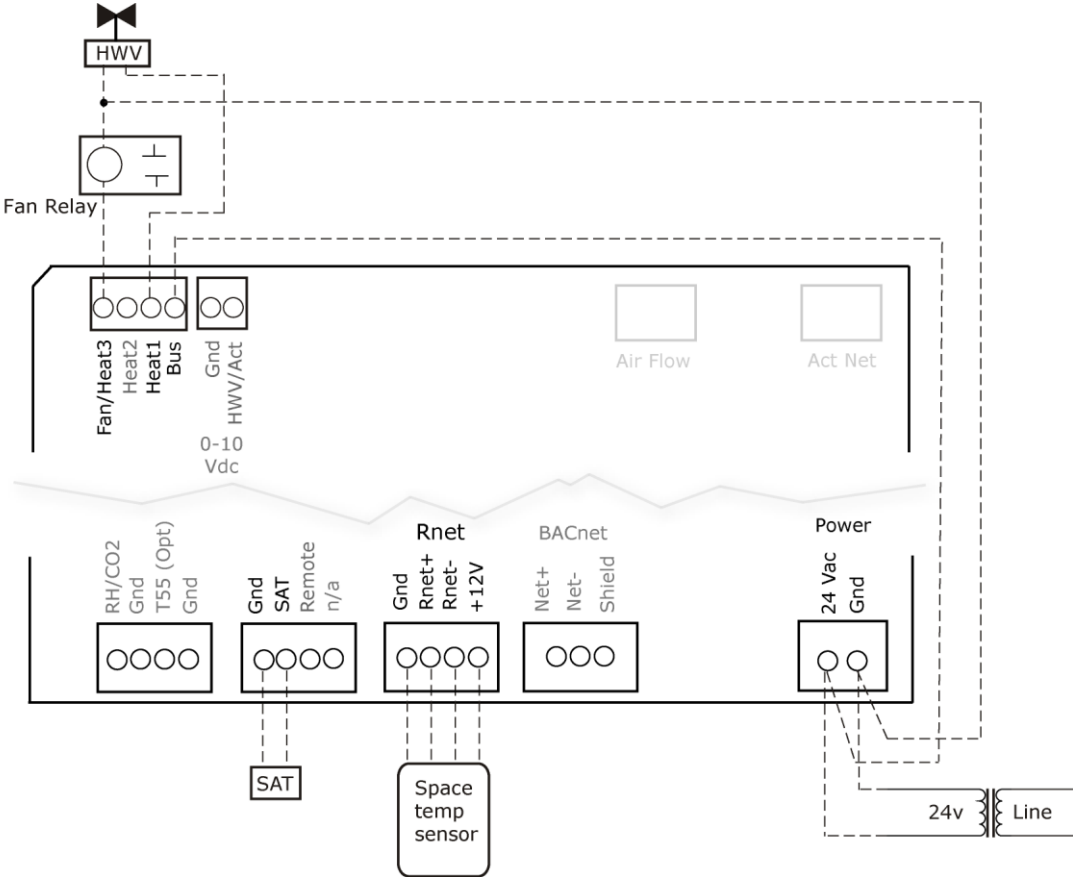 HWV
Fan Relay
Fan/Heat3
Heat2
Heat1
Bus
Gnd
HWV/Act
0-10
Vdc
Air Flow
Act Net
RH/CO2
Gnd
T55 (Opt)
Gnd
Gnd
SAT
Remote
n/a
Rnet
Gnd
Rnet+
Rnet-
+12V
BACnet
Net+
Net-
Shield
Power
24 Vac
Gnd
SAT
Space
temp
sensor
24v
Line